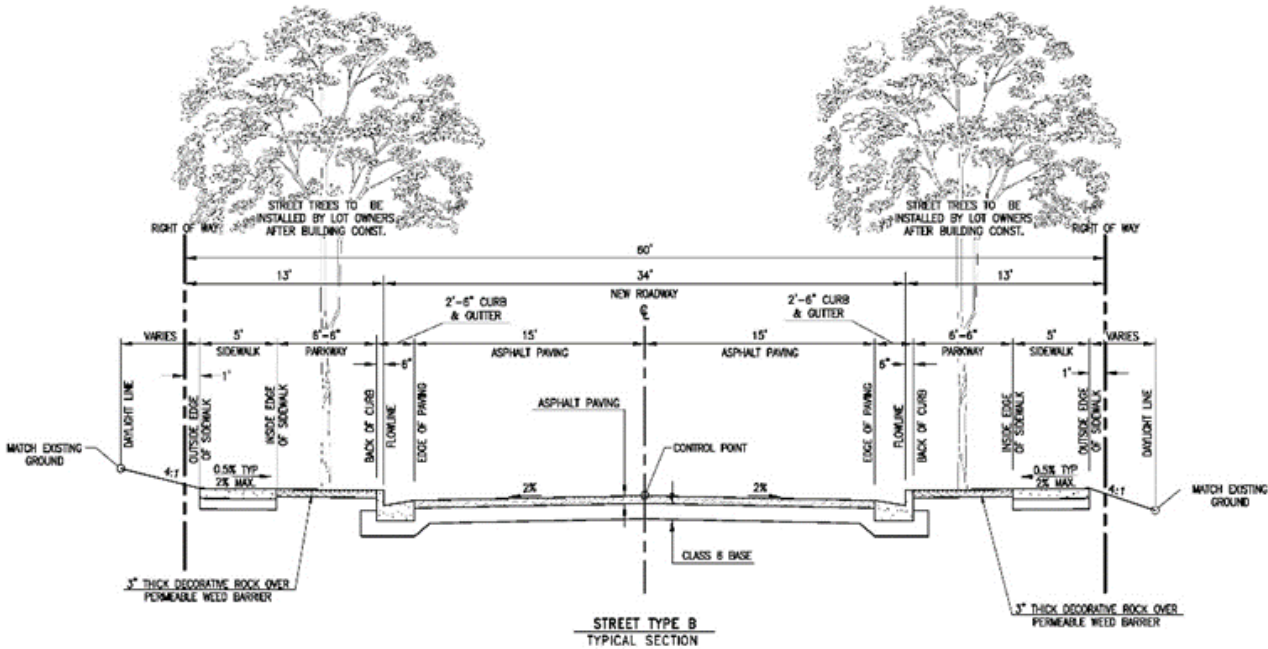 STREET TREES TO BE
INSTALLED BY LOT OWNERS
AFTER BUILDING CONST.
STREET TREES TO BE
INSTALLED BY LOT OWNERS
AFTER BUILDING CONST.
RIGHT OF WAY
RIGHT OF WAY
60'
13'
34'
13'
NEW ROADWAY
2'-6" CURB
& GUTTER
2'-6" CURB
& GUTTER
VARIES
5'
SIDEWALK
6'-6"
PARKWAY
15'
ASPHALT PAVING
15'
ASPHALT PAVING
6'-6"
PARKWAY
5'
SIDEWALK
VARIES
1'
6"
6"
1'
DAYLIGHT LINE
OUTSIDE EDGE
OF SIDEWALK
INSIDE EDGE
OF SIDEWALK
BACK OF CURB
FLOWLINE
EDGE OF PAVING
ASPHALT PAVING
CONTROL POINT
EDGE OF PAVING
FLOWLINE
BACK OF CURB
INSIDE EDGE
OF SIDEWALK
OUTSIDE EDGE
OF SIDEWALK
DAYLIGHT LINE
MATCH EXISTING
GROUND
4:1
0.5% TYP
2% MAX.
2%
2%
0.5% TYP
2% MAX.
4:1
MATCH EXISTING
GROUND
CLASS 6 BASE
3" THICK DECORATIVE ROCK OVER
PERMEABLE WEED BARRIER
3" THICK DECORATIVE ROCK OVER
PERMEABLE WEED BARRIER
STREET TYPE B
TYPICAL SECTION